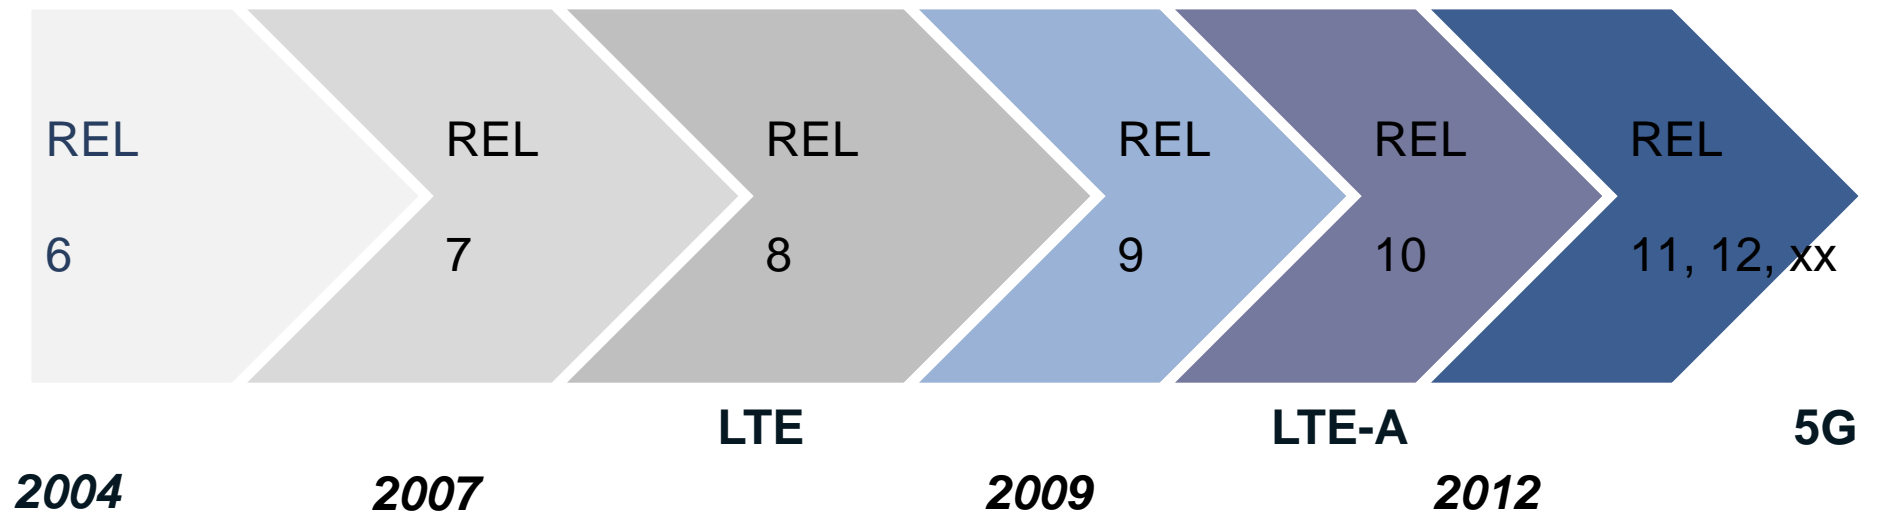 REL
6
REL
7
REL
8
REL
9
REL
10
REL
11, 12, xx
LTE
LTE-A
5G
2004
2007
2009
2012